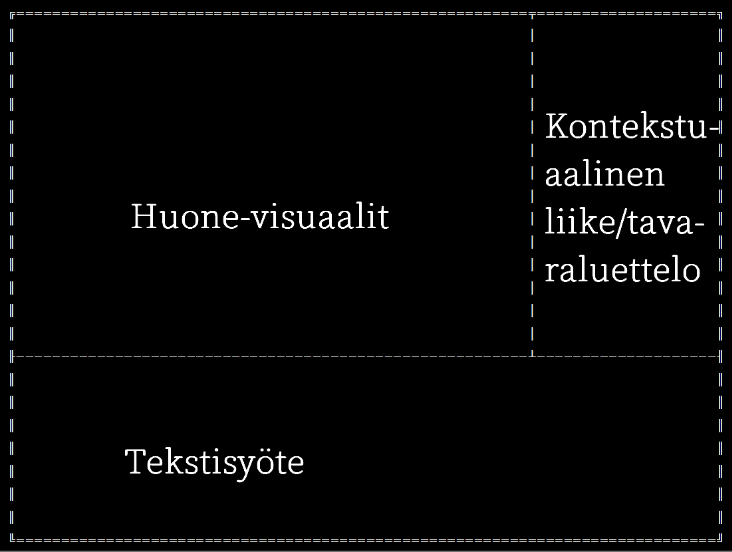 Huone-visuaalit
Kontekstu-
aalinen
liike/tava-
raluettelo
Tekstisyöte